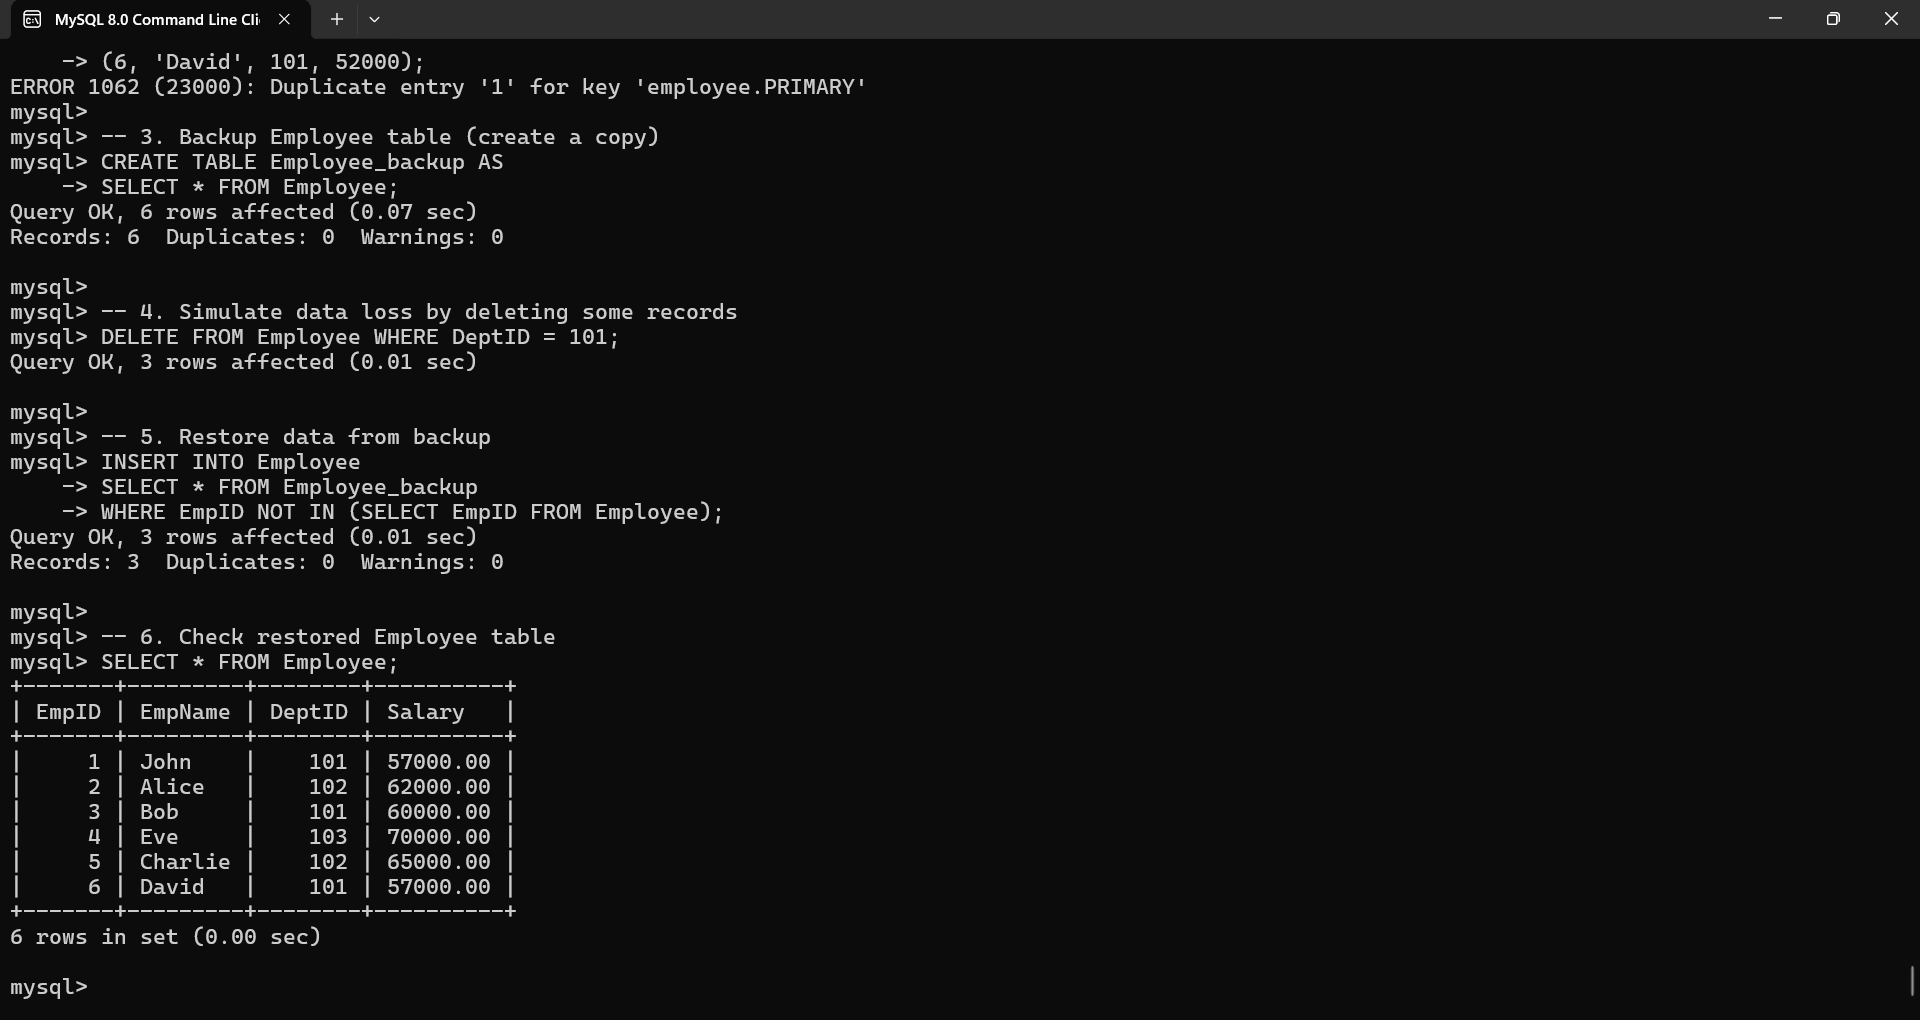 MySQL 8.0 Command Line Cli
-> (6, 'David', 101, 52000);
ERROR 1062 (23000): Duplicate entry '1' for key 'employee.PRIMARY'
mysql>
mysql> -- 3. Backup Employee table (create a copy)
mysql> CREATE TABLE Employee_backup AS
-> SELECT * FROM Employee;
Query OK, 6 rows affected (0.07 sec)
Records: 6  Duplicates: 0  Warnings: 0
mysql>
mysql> -- 4. Simulate data loss by deleting some records
mysql> DELETE FROM Employee WHERE DeptID = 101;
Query OK, 3 rows affected (0.01 sec)
mysql>
mysql> -- 5. Restore data from backup
mysql> INSERT INTO Employee
-> SELECT * FROM Employee_backup
-> WHERE EmpID NOT IN (SELECT EmpID FROM Employee);
Query OK, 3 rows affected (0.01 sec)
Records: 3  Duplicates: 0  Warnings: 0
mysql>
mysql> -- 6. Check restored Employee table
mysql> SELECT * FROM Employee;
+-------+---------+--------+----------+
| EmpID | EmpName | DeptID | Salary   |
+-------+---------+--------+----------+
|     1 | John    |    101 | 57000.00 |
|     2 | Alice   |    102 | 62000.00 |
|     3 | Bob     |    101 | 60000.00 |
|     4 | Eve     |    103 | 70000.00 |
|     5 | Charlie |    102 | 65000.00 |
|     6 | David   |    101 | 57000.00 |
+-------+---------+--------+----------+
6 rows in set (0.00 sec)
mysql>